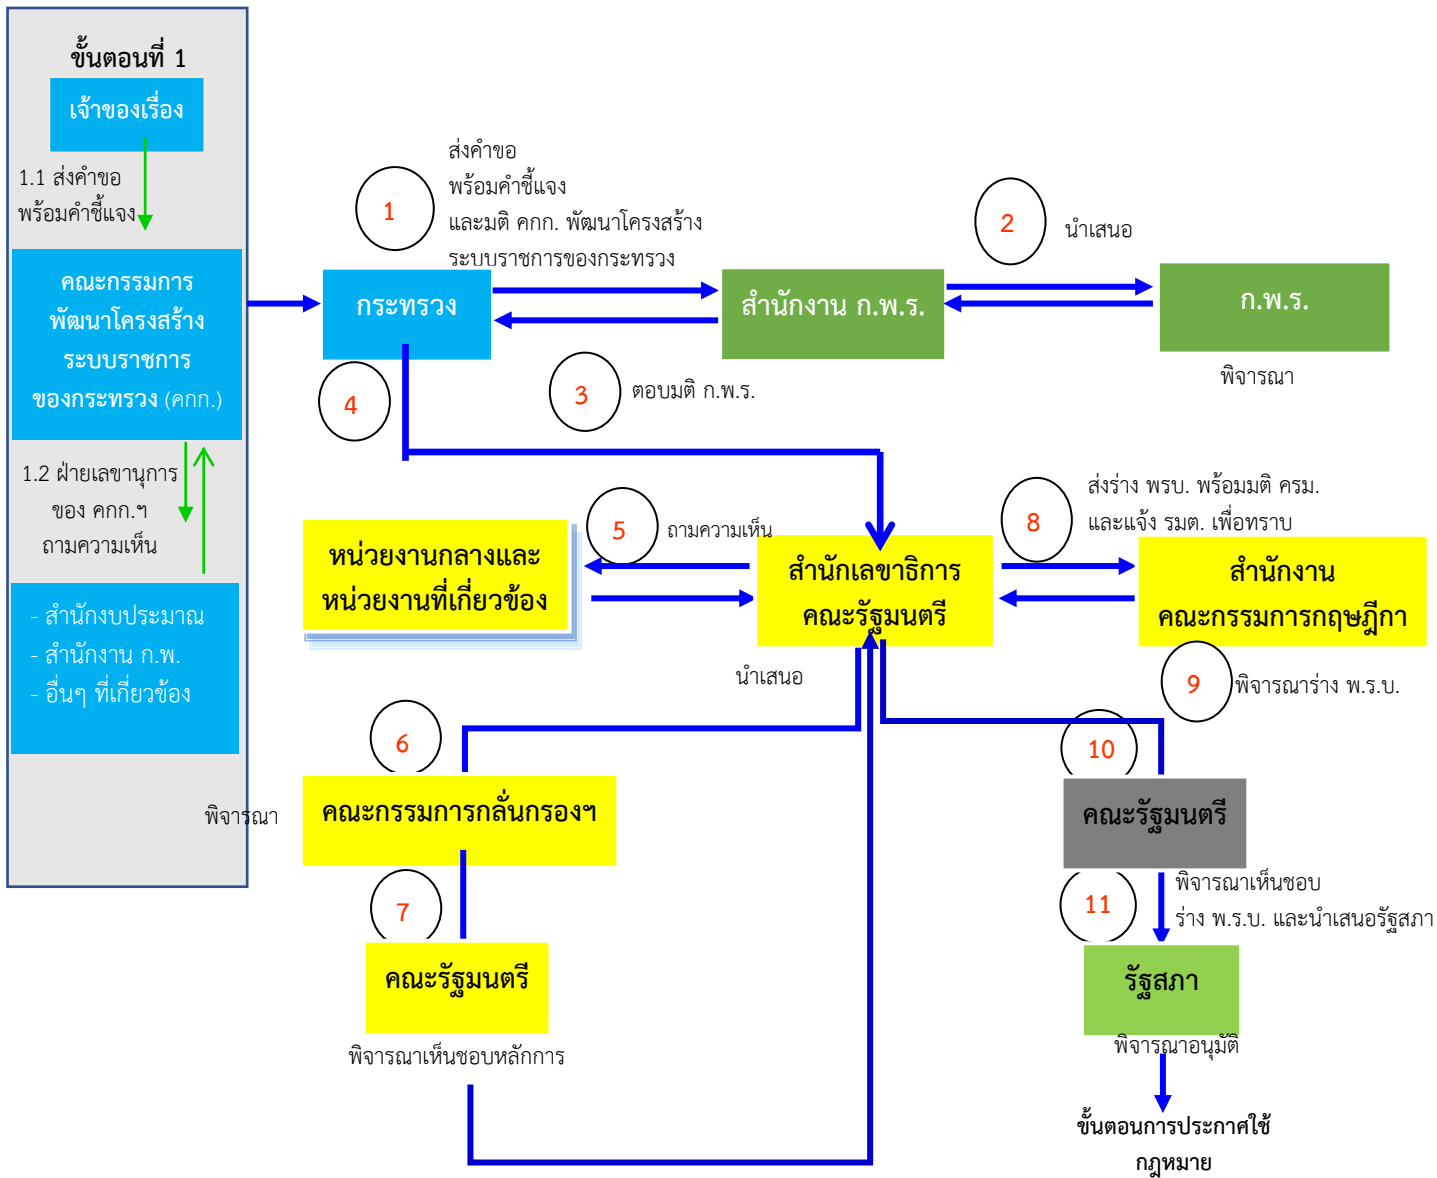 ขั้นตอนที่ 1
เจ้าของเรื่อง
1.1 ส่งคำขอ
พร้อมคำชี้แจง
คณะกรรมการ
พัฒนาโครงสร้าง
ระบบราชการ
ของกระทรวง (คกก.)
1.2 ฝ่ายเลขานุการ
ของ คกก.ฯ
ถามความเห็น
- สำนักงบประมาณ
- สำนักงาน ก.พ.
- อื่นๆ ที่เกี่ยวข้อง
1
ส่งคำขอ
พร้อมคำชี้แจง
และมติ คกก. พัฒนาโครงสร้าง
ระบบราชการของกระทรวง
2
นำเสนอ
กระทรวง
สำนักงาน ก.พ.ร.
ก.พ.ร.
พิจารณา
4
3
ตอบมติ ก.พ.ร.
หน่วยงานกลางและ
หน่วยงานที่เกี่ยวข้อง
5
ถามความเห็น
สำนักเลขาธิการ
คณะรัฐมนตรี
8
ส่งร่าง พรบ. พร้อมมติ ครม.
และแจ้ง รมต. เพื่อทราบ
สำนักงาน
คณะกรรมการกฤษฎีกา
นำเสนอ
9
พิจารณาร่าง พ.ร.บ.
6
พิจารณา
คณะกรรมการกลั่นกรองฯ
7
คณะรัฐมนตรี
พิจารณาเห็นชอบหลักการ
10
คณะรัฐมนตรี
11
พิจารณาเห็นชอบ
ร่าง พ.ร.บ. และนำเสนอรัฐสภา
รัฐสภา
พิจารณาอนุมัติ
ขั้นตอนการประกาศใช้
กฎหมาย